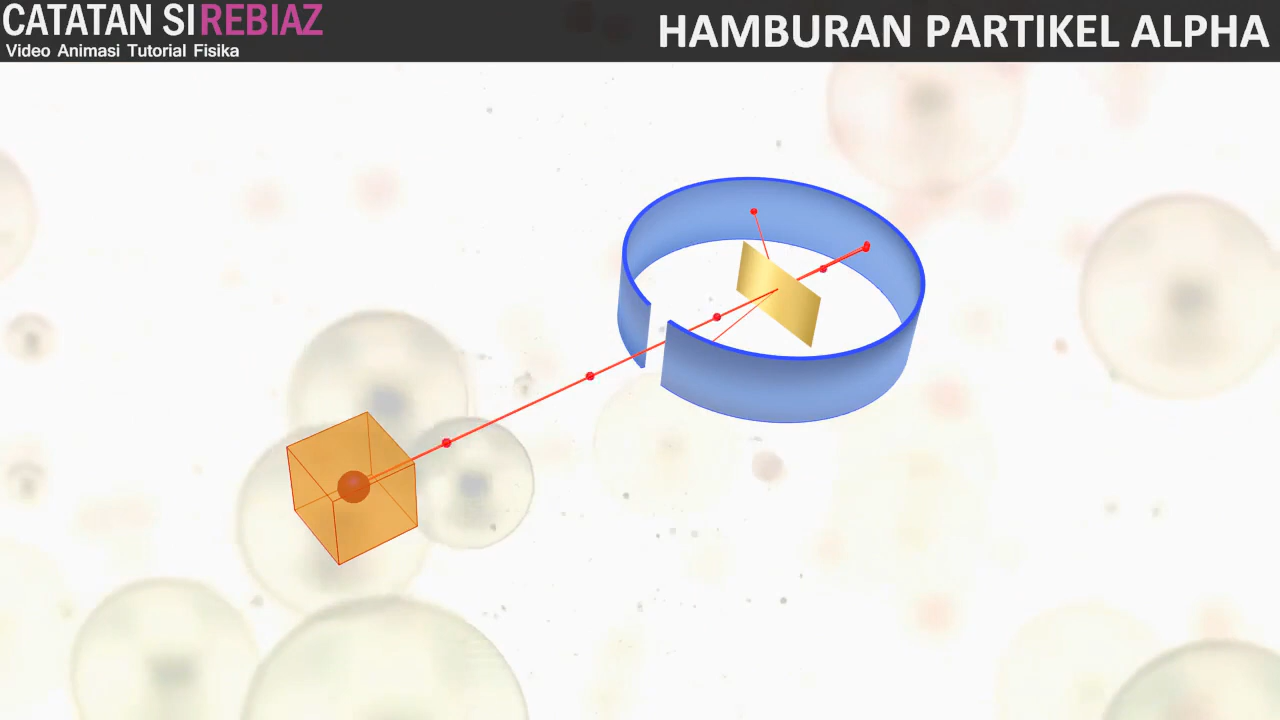 CATATAN SI REBIAZ
Video Animasi Tutorial Fisika
HAMBURAN PARTIKEL ALPHA